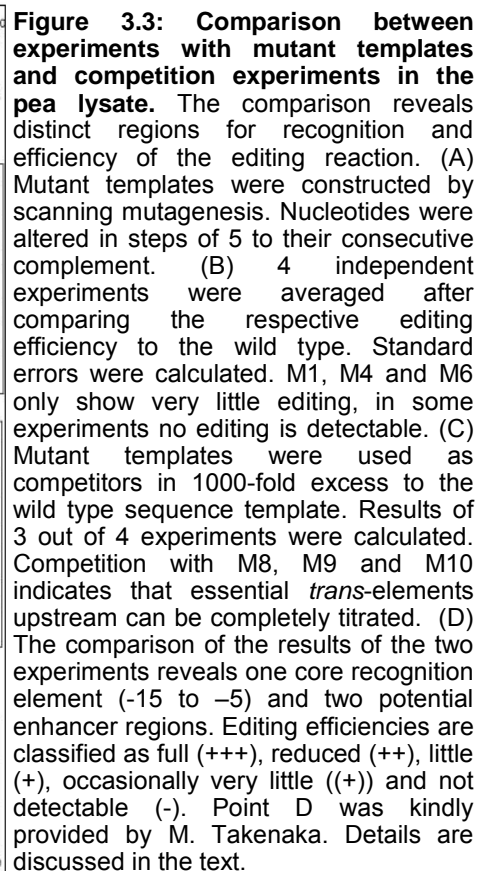 Figure 3.3: Comparison between
experiments with mutant templates
and competition experiments in the
pea lysate. The comparison reveals
distinct regions for recognition and
efficiency of the editing reaction. (A)
Mutant templates were constructed by
scanning mutagenesis. Nucleotides were
altered in steps of 5 to their consecutive
complement. (B) 4 independent
experiments were averaged after
comparing the respective editing
efficiency to the wild type. Standard
errors were calculated. M1, M4 and M6
only show very little editing, in some
experiments no editing is detectable. (C)
Mutant templates were used as
competitors in 1000-fold excess to the
wild type sequence template. Results of
3 out of 4 experiments were calculated.
Competition with M8, M9 and M10
indicates that essential trans-elements
upstream can be completely titrated. (D)
The comparison of the results of the two
experiments reveals one core recognition
element (-15 to –5) and two potential
enhancer regions. Editing efficiencies are
classified as full (+++), reduced (++), little
(+), occasionally very little ((+)) and not
detectable (-). Point D was kindly
provided by M. Takenaka. Details are
discussed in the text.